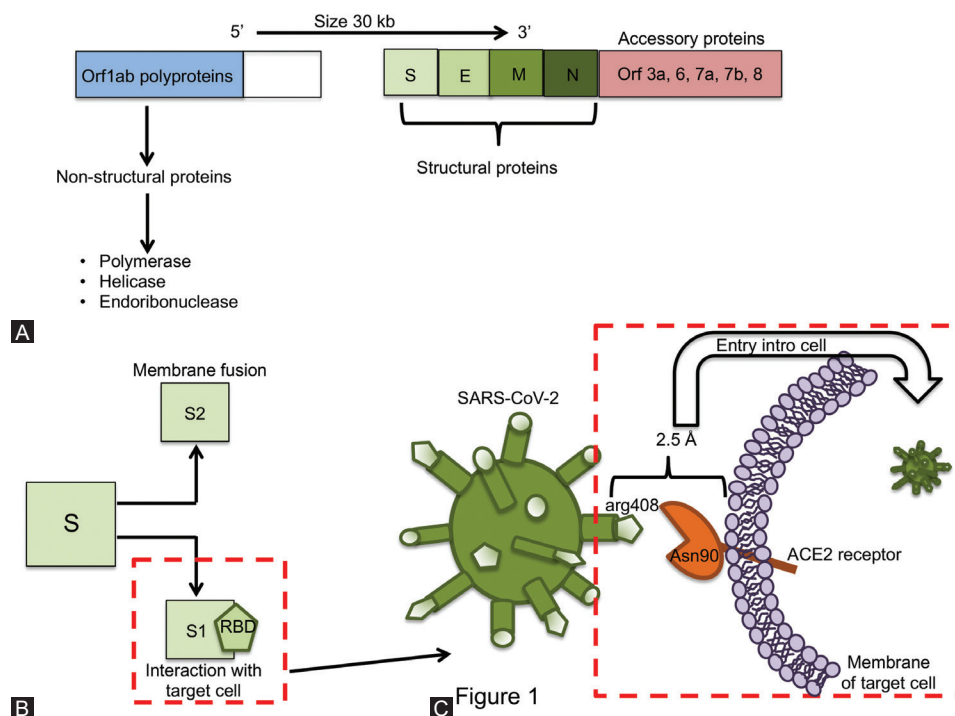 5’ Size 30 kb 3’
Accessory proteins
Orf1ab polyproteins
S E M N Orf 3a, 6, 7a, 7b, 8
Structural proteins
Non-structural proteins
• Polymerase
• Helicase
• Endoribonuclease
A
Membrane fusion
S2
S
S1 RBD
Interaction with
target cell
B
SARS-CoV-2
Entry intro cell
2.5 Å
arg408
Asn90
ACE2 receptor
Membrane
of target cell
C
Figure 1